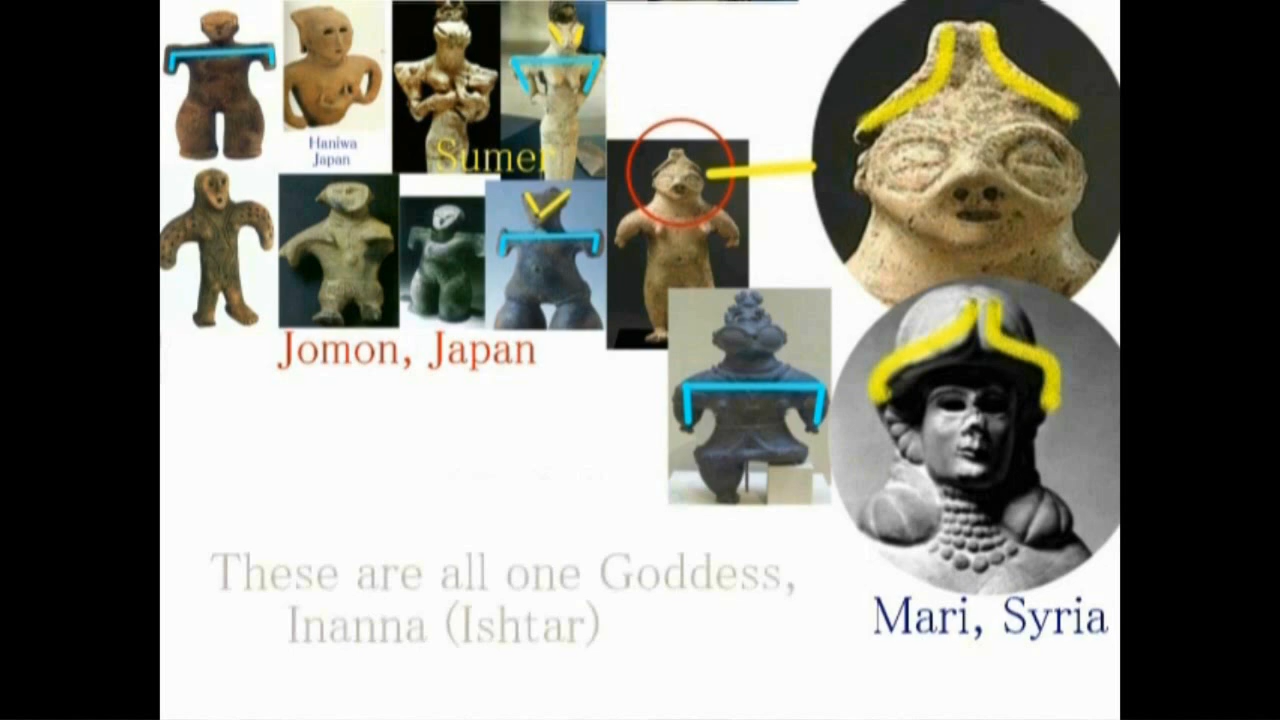 Haniwa
Japan
Sumer
Jomon, Japan
These are all one Goddess,
Inanna (Ishtar)
Mari, Syria